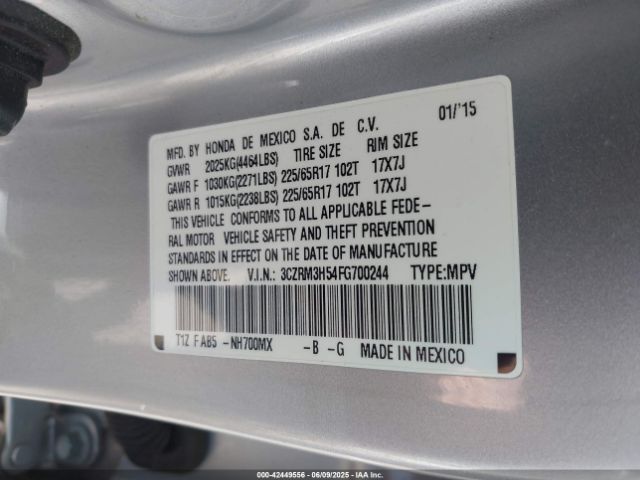 MFD. BY HONDA DE MEXICO S.A. DE C.V. 01/'15
GVWR 2025KG(4464LBS) TIRE SIZE RIM SIZE
GAWR F 1030KG(2271LBS) 225/65R17 102T 17X7J
GAWR R 1015KG(2238LBS) 225/65R17 102T 17X7J
THIS VEHICLE CONFORMS TO ALL APPLICABLE FEDE-
RAL MOTOR VEHICLE SAFETY AND THEFT PREVENTION
STANDARDS IN EFFECT ON THE DATE OF MANUFACTURE
SHOWN ABOVE. V.I.N.: 3CZRM3H54FG700244 TYPE:MPV
T1Z F AB5 -NH700MX -B -G MADE IN MEXICO
000-42449556 - 06/09/2025 - IAAI.com